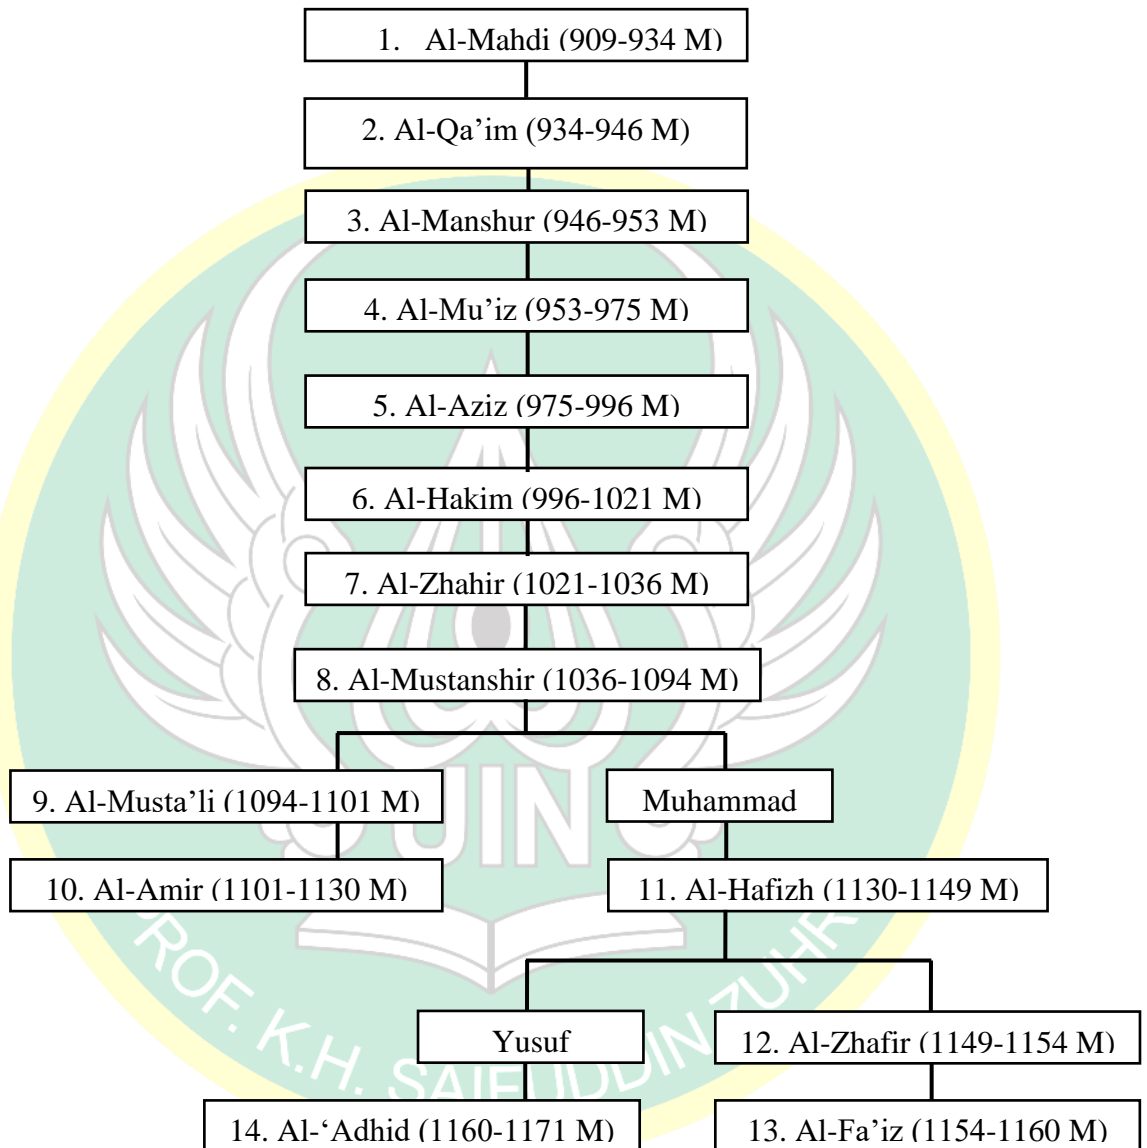 1. Al-Mahdi (909-934 M)
2. Al-Qa’im (934-946 M)
3. Al-Manshur (946-953 M)
4. Al-Mu’iz (953-975 M)
5. Al-Aziz (975-996 M)
6. Al-Hakim (996-1021 M)
7. Al-Zhahir (1021-1036 M)
8. Al-Mustanshir (1036-1094 M)
9. Al-Musta’li (1094-1101 M)
Muhammad
10. Al-Amir (1101-1130 M)
11. Al-Hafizh (1130-1149 M)
Yusuf
12. Al-Zhafir (1149-1154 M)
14. Al-‘Adhid (1160-1171 M)
13. Al-Fa’iz (1154-1160 M)
UIN
PROF. K.H. SAIFUDDIN ZUHR